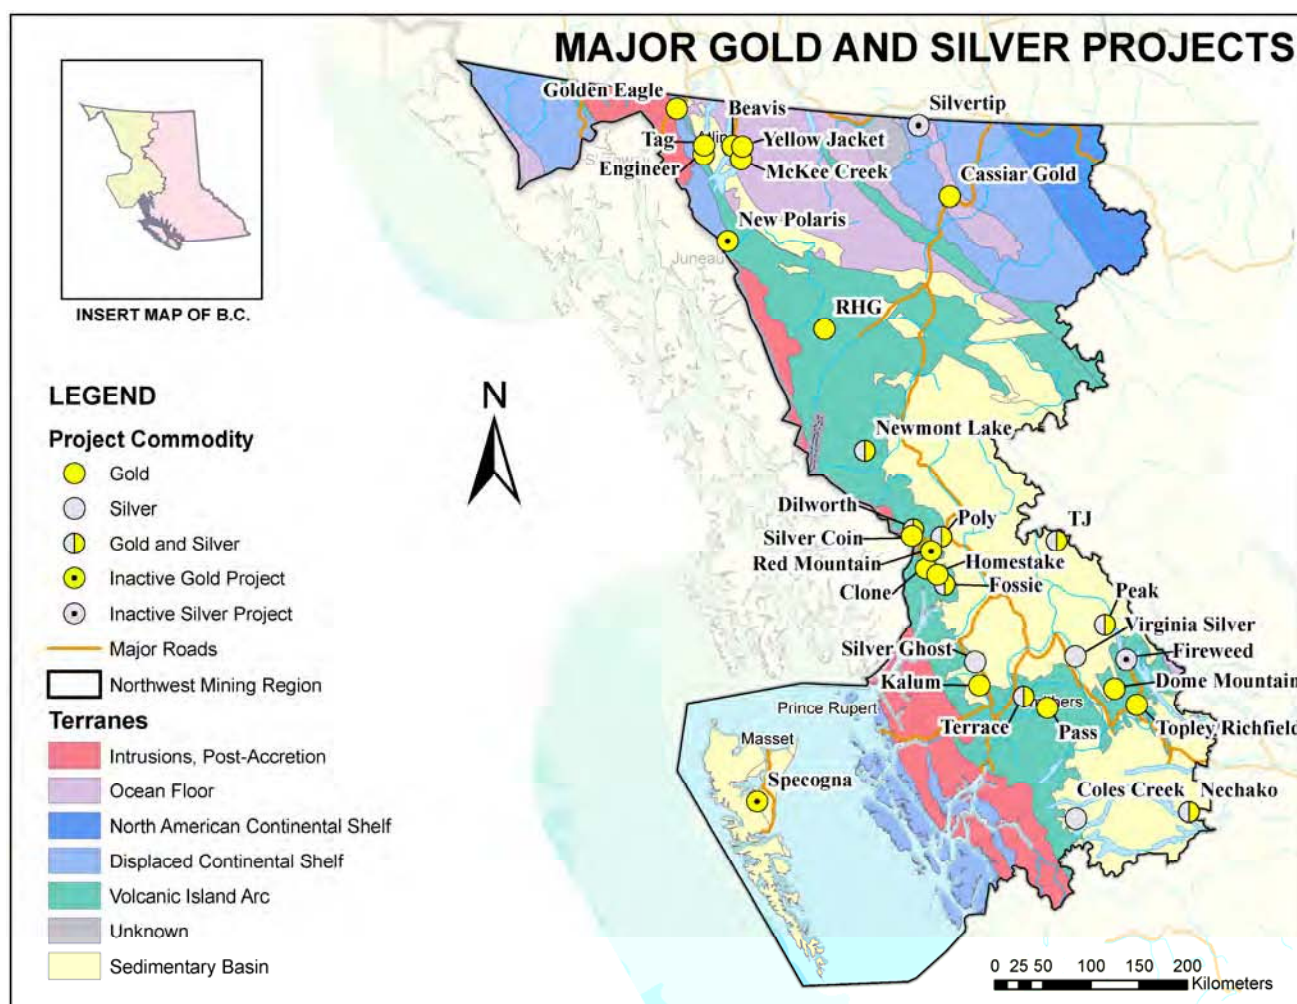 MAJOR GOLD AND SILVER PROJECTS
INSERT MAP OF B.C.
LEGEND
Project Commodity
Gold
Silver
Gold and Silver
Inactive Gold Project
Inactive Silver Project
Major Roads
Northwest Mining Region
Terranes
Intrusions, Post-Accretion
Ocean Floor
North American Continental Shelf
Displaced Continental Shelf
Volcanic Island Arc
Unknown
Sedimentary Basin
N
Golden Eagle
Beavis
Silvertip
Tag
Yellow Jacket
Engineer
McKee Creek
Cassiar Gold
New Polaris
Juneau
RHG
Newmont Lake
Dilworth
Poly
TJ
Silver Coin
Red Mountain
Homestake
Clone
Fossie
Peak
Virginia Silver
Silver Ghost
Fireweed
Kalum
Dome Mountain
Prince Rupert
Terrace
Pass
Topley Richfield
Masset
Specogna
Coles Creek
Nechako
0 25 50 100 150 200
Kilometers